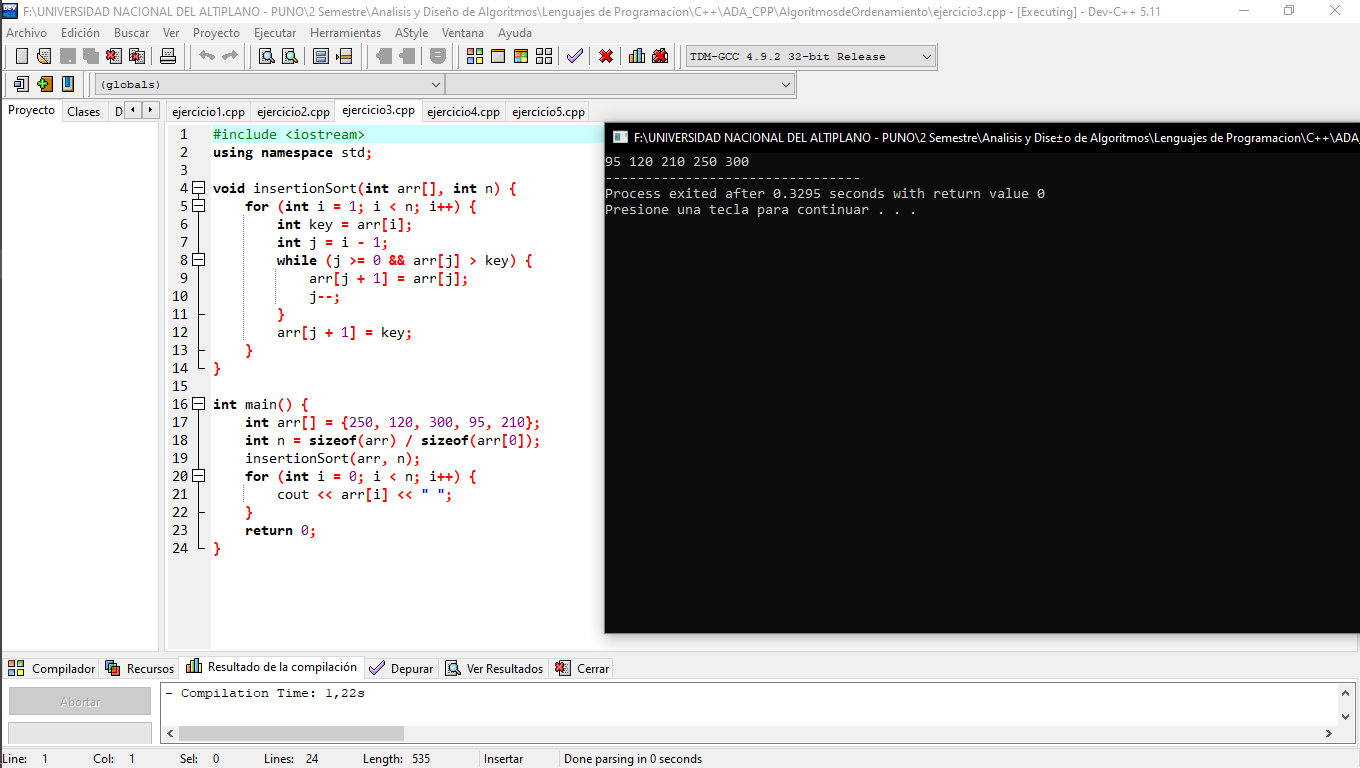 F:\UNIVERSIDAD NACIONAL DEL ALTIPLANO - PUNO\2 Semestre\Analisis y Diseño de Algoritmos\Lenguajes de Programacion\C++\ADA_CPP\AlgoritmosdeOrdenamiento\ejercicio3.cpp - [Executing] - Dev-C++ 5.11
Archivo Edición Buscar Ver Proyecto Ejecutar Herramientas AStyle Ventana Ayuda
TDM-GCC 4.9.2 32-bit Release
(globals)
Proyecto Clases D ejercicio1.cpp ejercicio2.cpp ejercicio3.cpp ejercicio4.cpp ejercicio5.cpp
1 #include <iostream>
2 using namespace std;
3
4 void insertionSort(int arr[], int n) {
5 for (int i = 1; i < n; i++) {
6 int key = arr[i];
7 int j = i - 1;
8 while (j >= 0 && arr[j] > key) {
9 arr[j + 1] = arr[j];
10 j--;
11 }
12 arr[j + 1] = key;
13 }
14 }
15
16 int main() {
17 int arr[] = {250, 120, 300, 95, 210};
18 int n = sizeof(arr) / sizeof(arr[0]);
19 insertionSort(arr, n);
20 for (int i = 0; i < n; i++) {
21 cout << arr[i] << " ";
22 }
23 return 0;
24 }
F:\UNIVERSIDAD NACIONAL DEL ALTIPLANO - PUNO\2 Semestre\Analisis y Dise±o de Algoritmos\Lenguajes de Programacion\C++\ADA_
95 120 210 250 300
--------------------------------
Process exited after 0.3295 seconds with return value 0
Presione una tecla para continuar . . .
Compilador Recursos Resultado de la compilación Depurar Ver Resultados Cerrar
Abortar
- Compilation Time: 1,22s
Line: 1 Col: 1 Sel: 0 Lines: 24 Length: 535 Insertar Done parsing in 0 seconds